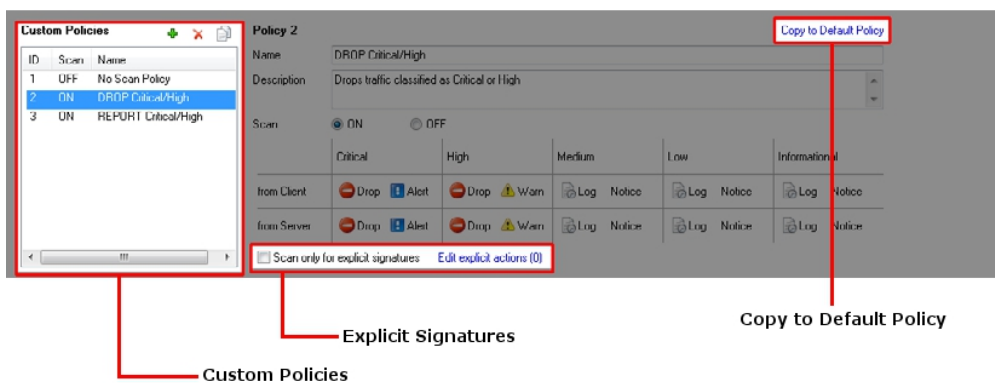 Custom Policies
ID Scan Name
1 OFF No Scan Policy
2 ON DROP Critical/High
3 ON REPORT Critical/High
Policy 2
Copy to Default Policy
Name DROP Critical/High
Description Drops traffic classified as Critical or High
Scan ON OFF
Critical High Medium Low Informational
from Client Drop Alert Drop Warn Log Notice Log Notice Log Notice
from Server Drop Alert Drop Warn Log Notice Log Notice Log Notice
Scan only for explicit signatures Edit explicit actions (0)
Copy to Default Policy
Explicit Signatures
Custom Policies